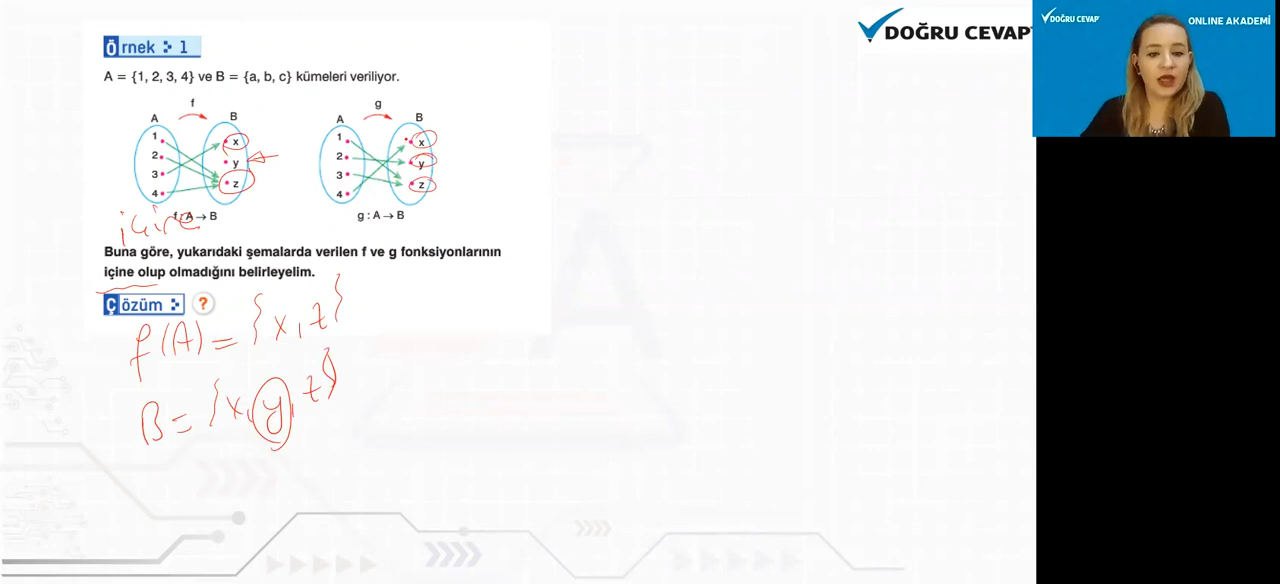 Örnek : 1
DOĞRU CEVAP
DOĞRU CEVAP
ONLINE AKADEMİ
A = {1, 2, 3, 4} ve B = {a, b, c} kümeleri veriliyor.
f
g
A B
A B
1 x
2 y
3 z
4
1 x
2 y
3 z
4
f : A → B
g : A → B
içine
Buna göre, yukarıdaki şemalarda verilen f ve g fonksiyonlarının
içine olup olmadığını belirleyelim.
Çözüm : ?
f(A) = {x, z}
B = {x, y, z}